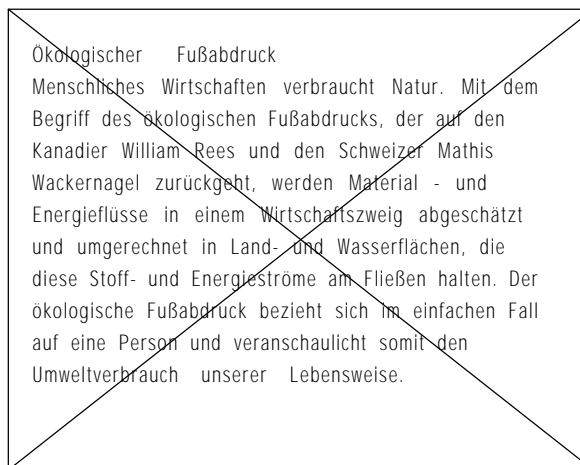 Ökologischer Fußabdruck
Menschliches Wirtschaften verbraucht Natur. Mit dem
Begriff des ökologischen Fußabdrucks, der auf den
Kanadier William Rees und den Schweizer Mathis
Wackernagel zurückgeht, werden Material - und
Energieflüsse in einem Wirtschaftszweig abgeschätzt
und umgerechnet in Land- und Wasserflächen, die
diese Stoff- und Energieströme am Fließen halten. Der
ökologische Fußabdruck bezieht sich im einfachen Fall
auf eine Person und veranschaulicht somit den
Umweltverbrauch unserer Lebensweise.